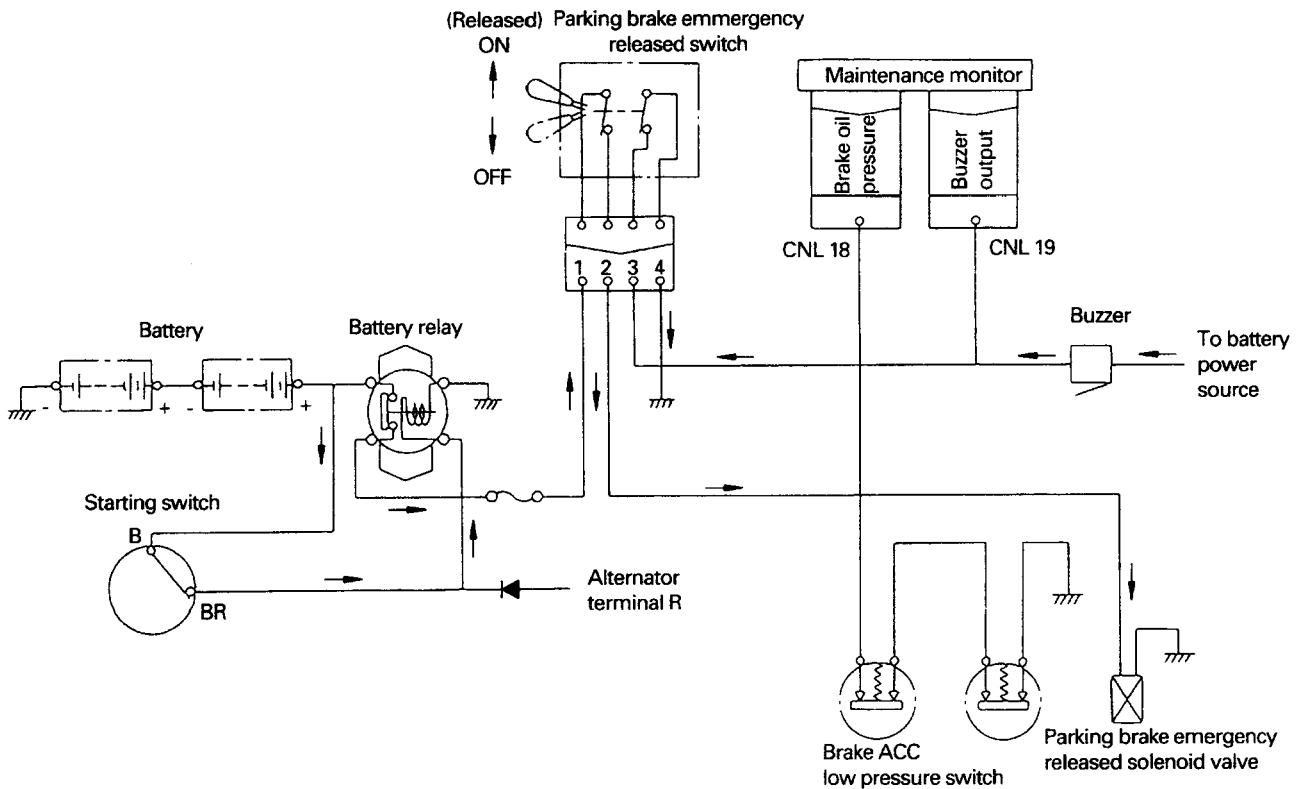 (Released) Parking brake emmergency
ON released switch
OFF
Maintenance monitor
Brake oil
pressure
Buzzer
output
CNL 18
CNL 19
1 2 3 4
Battery
Battery relay
Buzzer
To battery
power
source
- + - +
Starting switch
B
BR
Alternator
terminal R
Brake ACC
low pressure switch
Parking brake emergency
released solenoid valve